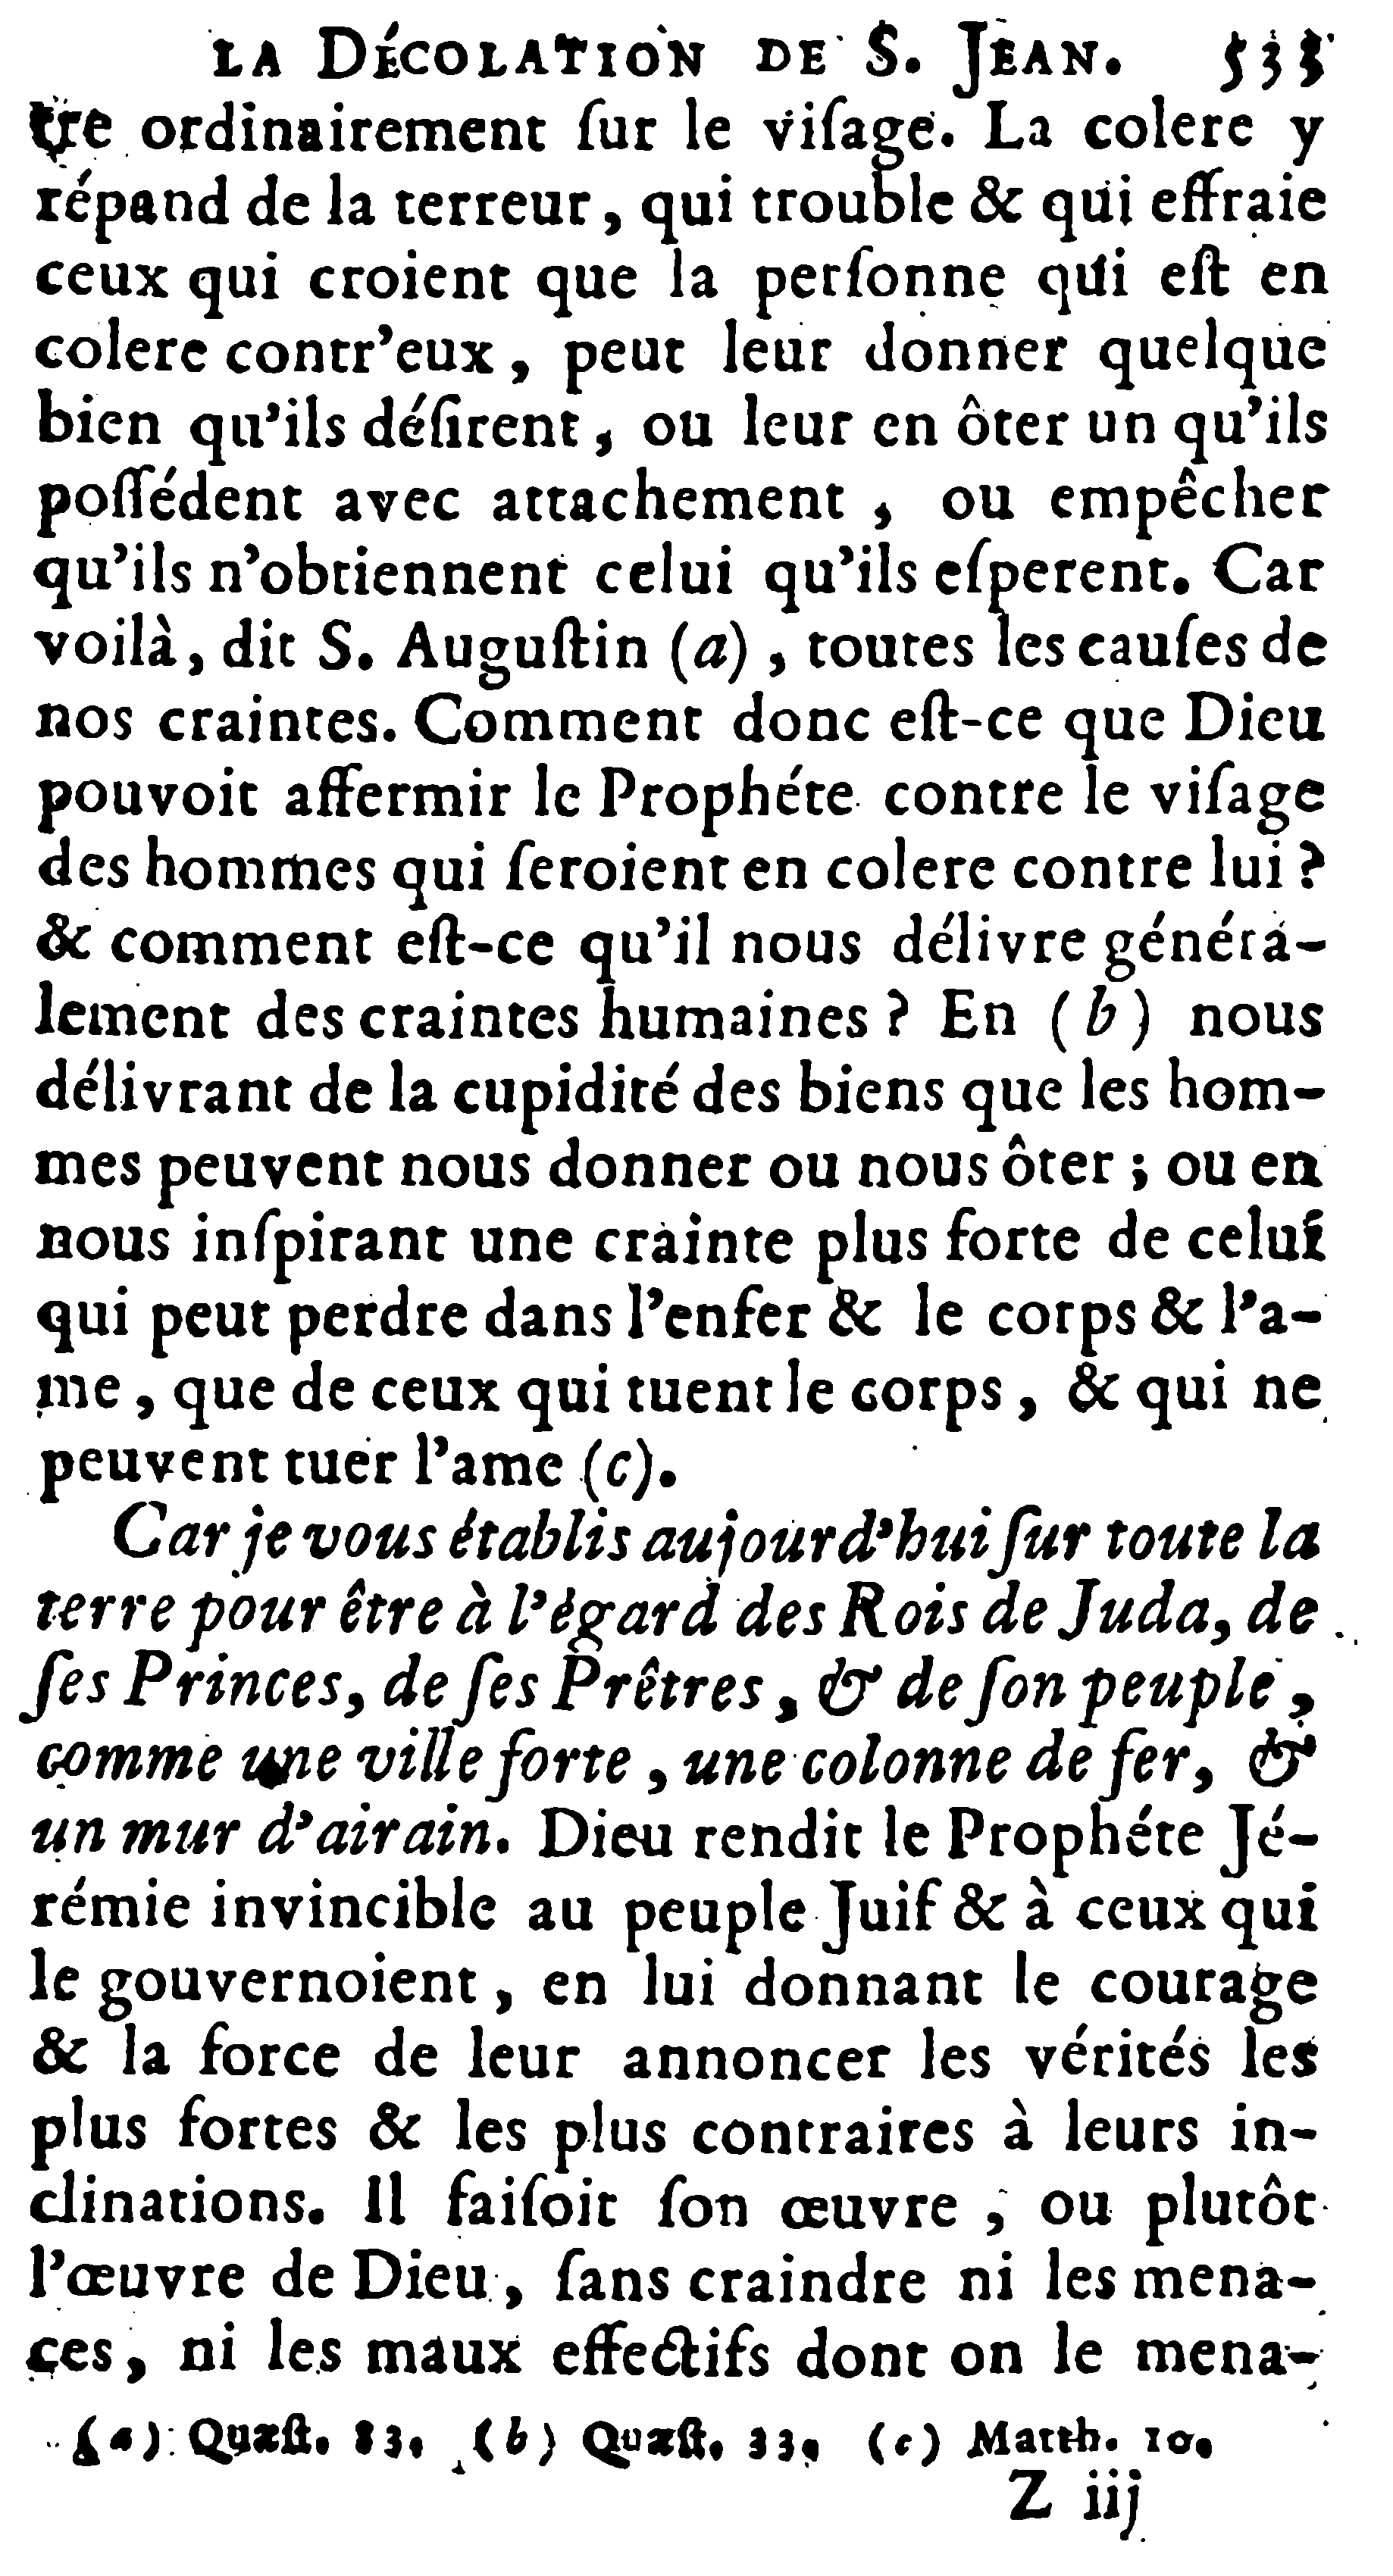 LA DÉCOLATION DE S. JEAN. 533
tre ordinairement ſur le viſage. La colere y
répand de la terreur, qui trouble & qui effraie
ceux qui croient que la perſonne qui eſt en
colere contr'eux, peut leur donner quelque
bien qu'ils déſirent, ou leur en ôter un qu'ils
poſſédent avec attachement, ou empêcher
qu'ils n'obtiennent celui qu'ils eſperent. Car
voilà, dit S. Auguſtin (a), toutes les cauſes de
nos craintes. Comment donc eſt-ce que Dieu
pouvoit affermir le Prophéte contre le viſage
des hommes qui ſeroient en colere contre lui ?
& comment eſt-ce qu'il nous délivre généra-
lement des craintes humaines ? En (b) nous
délivrant de la cupidité des biens que les hom-
mes peuvent nous donner ou nous ôter ; ou en
nous inſpirant une crainte plus forte de celui
qui peut perdre dans l'enfer & le corps & l'a-
me, que de ceux qui tuent le corps, & qui ne
peuvent tuer l'ame (c).
Car je vous établis aujourd'hui ſur toute la
terre pour être à l'égard des Rois de Juda, de
ſes Princes, de ſes Prêtres, & de ſon peuple,
comme une ville forte, une colonne de fer, &
un mur d'airain. Dieu rendit le Prophéte Jé-
rémie invincible au peuple Juif & à ceux qui
le gouvernoient, en lui donnant le courage
& la force de leur annoncer les vérités les
plus fortes & les plus contraires à leurs in-
clinations. Il faiſoit ſon œuvre, ou plutôt
l'œuvre de Dieu, ſans craindre ni les mena-
ces, ni les maux effectifs dont on le mena-
(a) Quæſt. 83. (b) Quæſt. 33. (c) Matth. 10.
Z iij